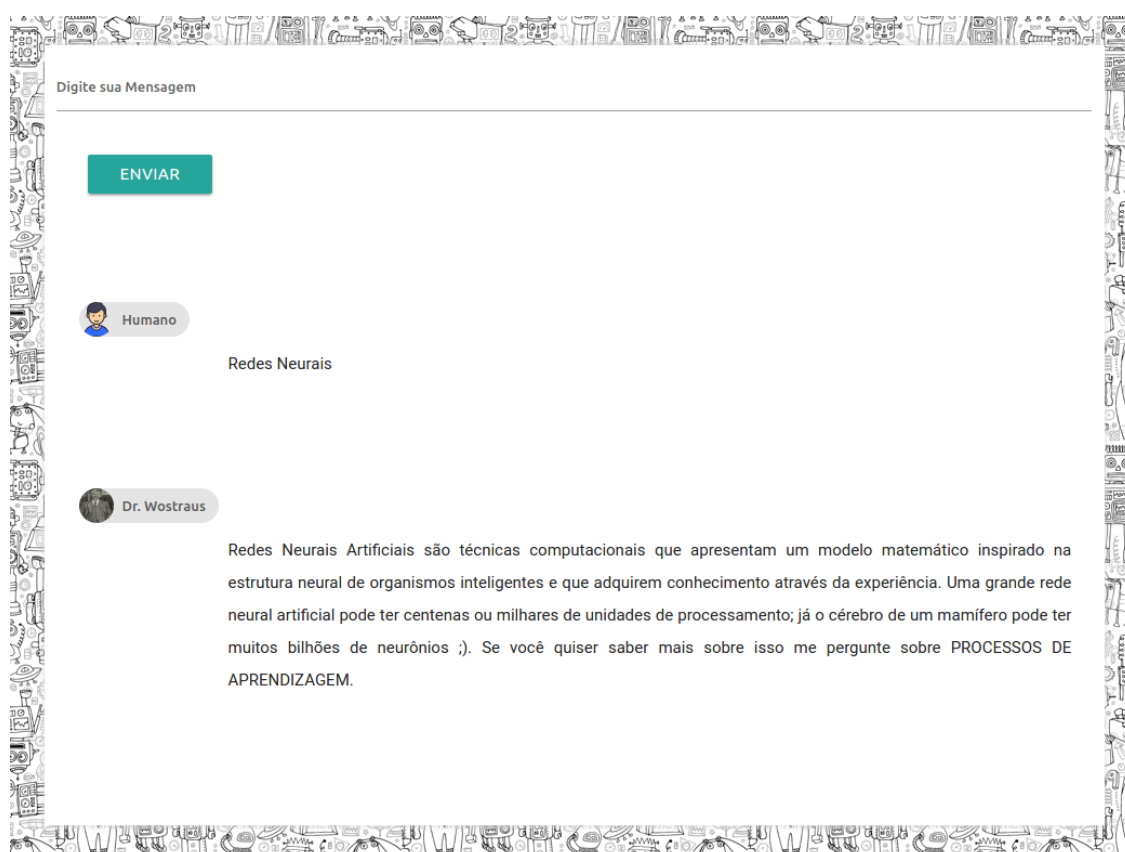 Digite sua Mensagem
ENVIAR
Humano
Redes Neurais
Dr. Wostraus
Redes Neurais Artificiais são técnicas computacionais que apresentam um modelo matemático inspirado na
estrutura neural de organismos inteligentes e que adquirem conhecimento através da experiência. Uma grande rede
neural artificial pode ter centenas ou milhares de unidades de processamento; já o cérebro de um mamífero pode ter
muitos bilhões de neurônios ;). Se você quiser saber mais sobre isso me pergunte sobre PROCESSOS DE
APRENDIZAGEM.